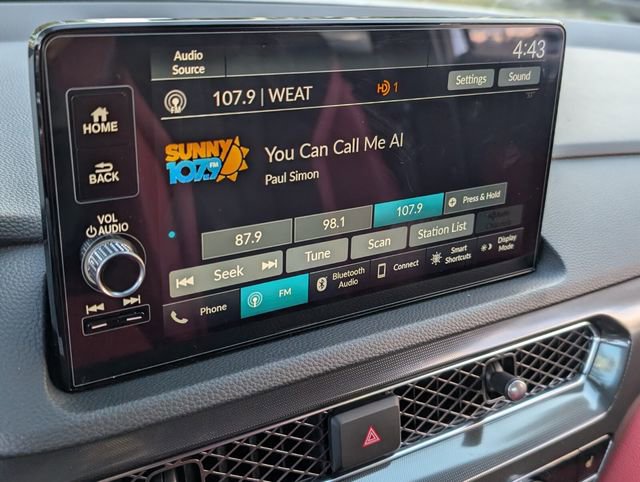 Audio
Source
4:43
FM
107.9 | WEAT
HD 1
Settings
Sound
HOME
BACK
VOL
AUDIO
SUNNY
107.9 FM
You Can Call Me Al
Paul Simon
87.9
98.1
107.9
Press & Hold
Seek
Tune
Scan
Station List
Phone
FM
Bluetooth
Audio
Connect
Smart
Shortcuts
Display
Mode